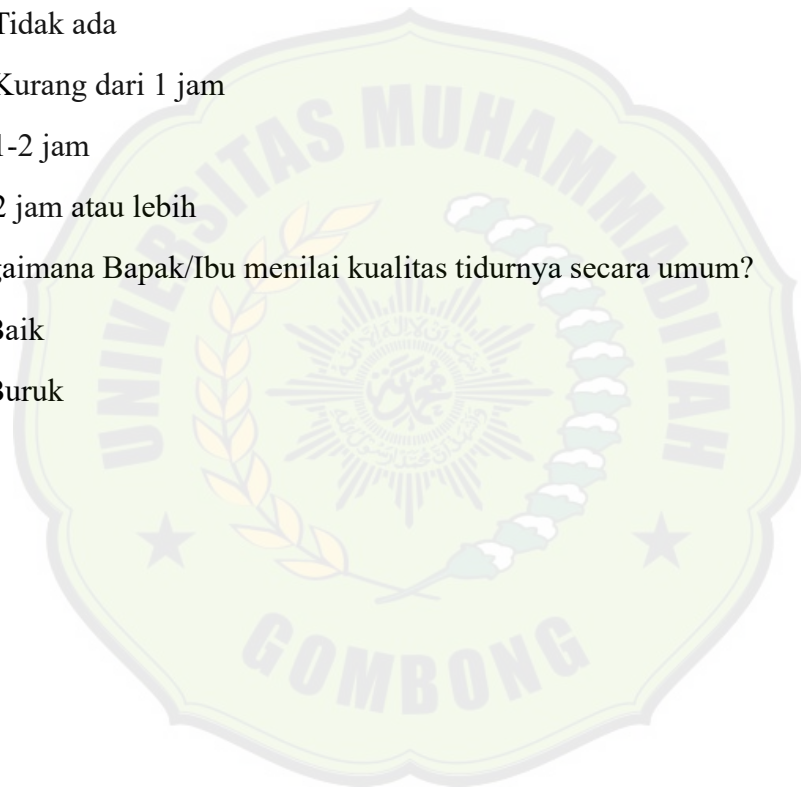 Tidak ada
Kurang dari 1 jam
1-2 jam
2 jam atau lebih
gaimana Bapak/Ibu menilai kualitas tidurnya secara umum?
Baik
Buruk
UNIVERSITAS MUHAMMADIYAH
GOMBONG